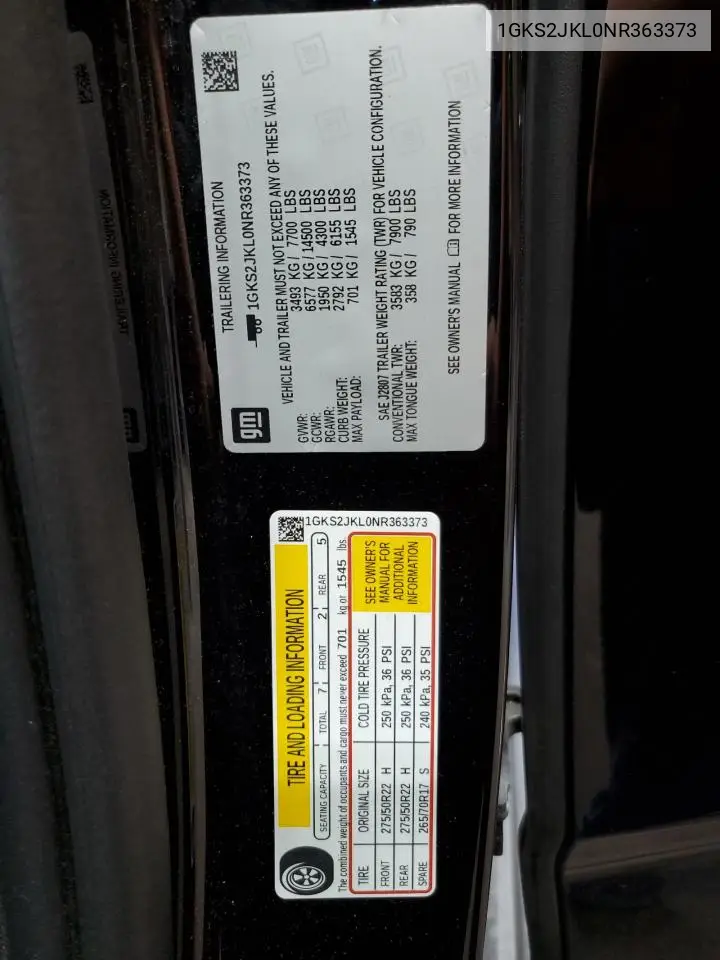 1GKS2JKL0NR363373
gm
TRAILERING INFORMATION
1GKS2JKL0NR363373
VEHICLE AND TRAILER MUST NOT EXCEED ANY OF THESE VALUES.
GVWR: 3493 KG / 7700 LBS
GCWR: 6577 KG / 14500 LBS
RGAWR: 1950 KG / 4300 LBS
CURB WEIGHT: 2792 KG / 6155 LBS
MAX PAYLOAD: 701 KG / 1545 LBS
SAE J2807 TRAILER WEIGHT RATING (TWR) FOR VEHICLE CONFIGURATION.
CONVENTIONAL TWR: 3583 KG / 7900 LBS
MAX TONGUE WEIGHT: 358 KG / 790 LBS
SEE OWNER'S MANUAL FOR MORE INFORMATION
TIRE AND LOADING INFORMATION
1GKS2JKL0NR363373
SEATING CAPACITY TOTAL 7 FRONT 2 REAR 5
The combined weight of occupants and cargo must never exceed 701 kg or 1545 lbs.
TIRE ORIGINAL SIZE COLD TIRE PRESSURE
FRONT 275/50R22 H 250 kPa, 36 PSI
REAR 275/50R22 H 250 kPa, 36 PSI
SPARE 265/70R17 S 240 kPa, 35 PSI
SEE OWNER'S
MANUAL FOR
ADDITIONAL
INFORMATION